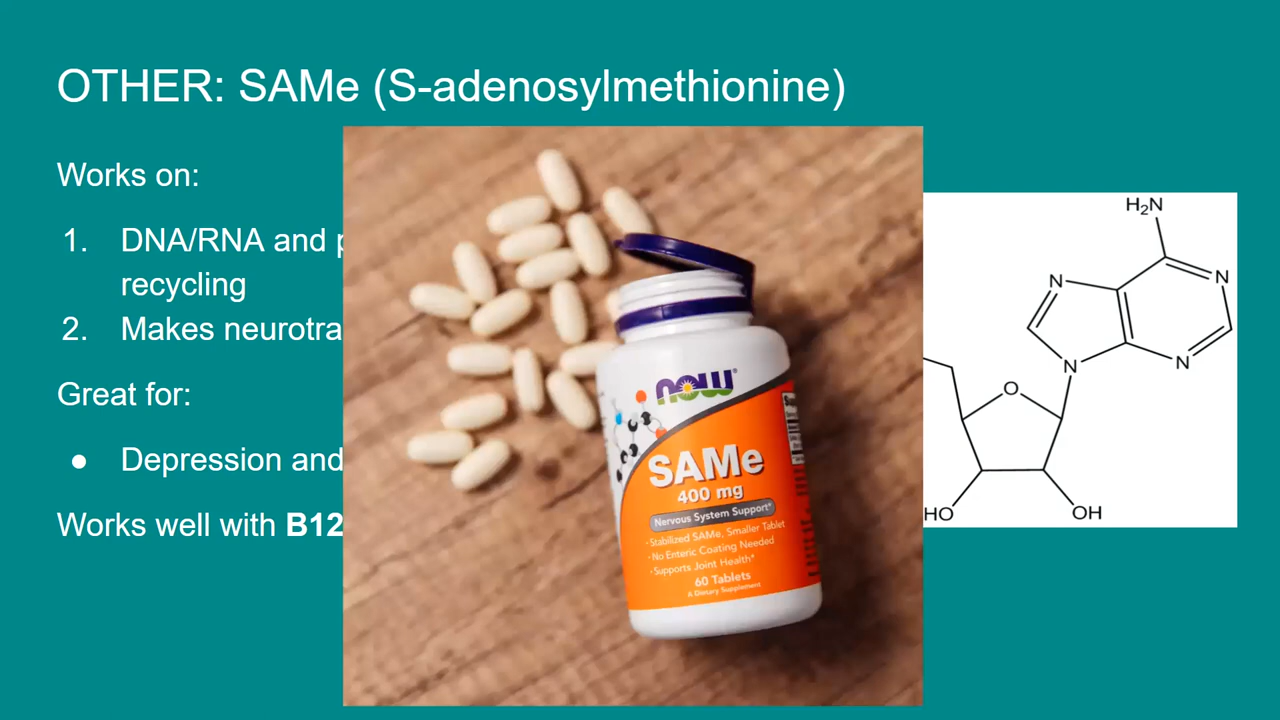 OTHER: SAMe (S-adenosylmethionine)
Works on:
1. DNA/RNA and
recycling
2. Makes neurotra
Great for:
● Depression and
Works well with B12
now®
SAMe
400 mg
Nervous System Support*
• Stabilized SAMe, Smaller Tablet
• No Enteric Coating Needed
• Supports Joint Health*
60 Tablets
A Dietary Supplement
H₂N
N
N
N
N
O
HO
OH